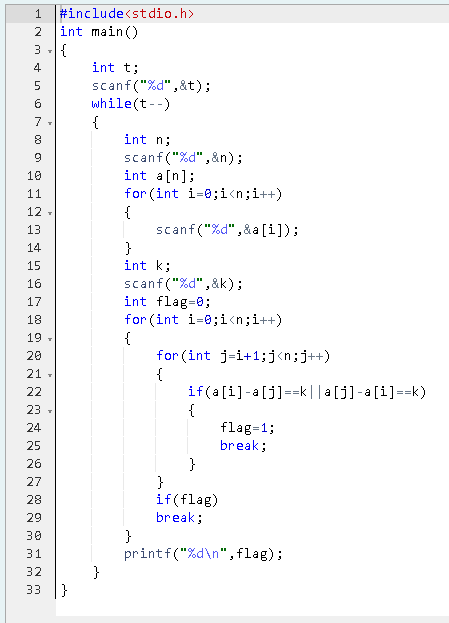 1 #include<stdio.h>
2 int main()
3 {
4 int t;
5 scanf("%d",&t);
6 while(t--)
7 {
8 int n;
9 scanf("%d",&n);
10 int a[n];
11 for(int i=0;i<n;i++)
12 {
13 scanf("%d",&a[i]);
14 }
15 int k;
16 scanf("%d",&k);
17 int flag=0;
18 for(int i=0;i<n;i++)
19 {
20 for(int j=i+1;j<n;j++)
21 {
22 if(a[i]-a[j]==k||a[j]-a[i]==k)
23 {
24 flag=1;
25 break;
26 }
27 }
28 if(flag)
29 break;
30 }
31 printf("%d\n",flag);
32 }
33 }